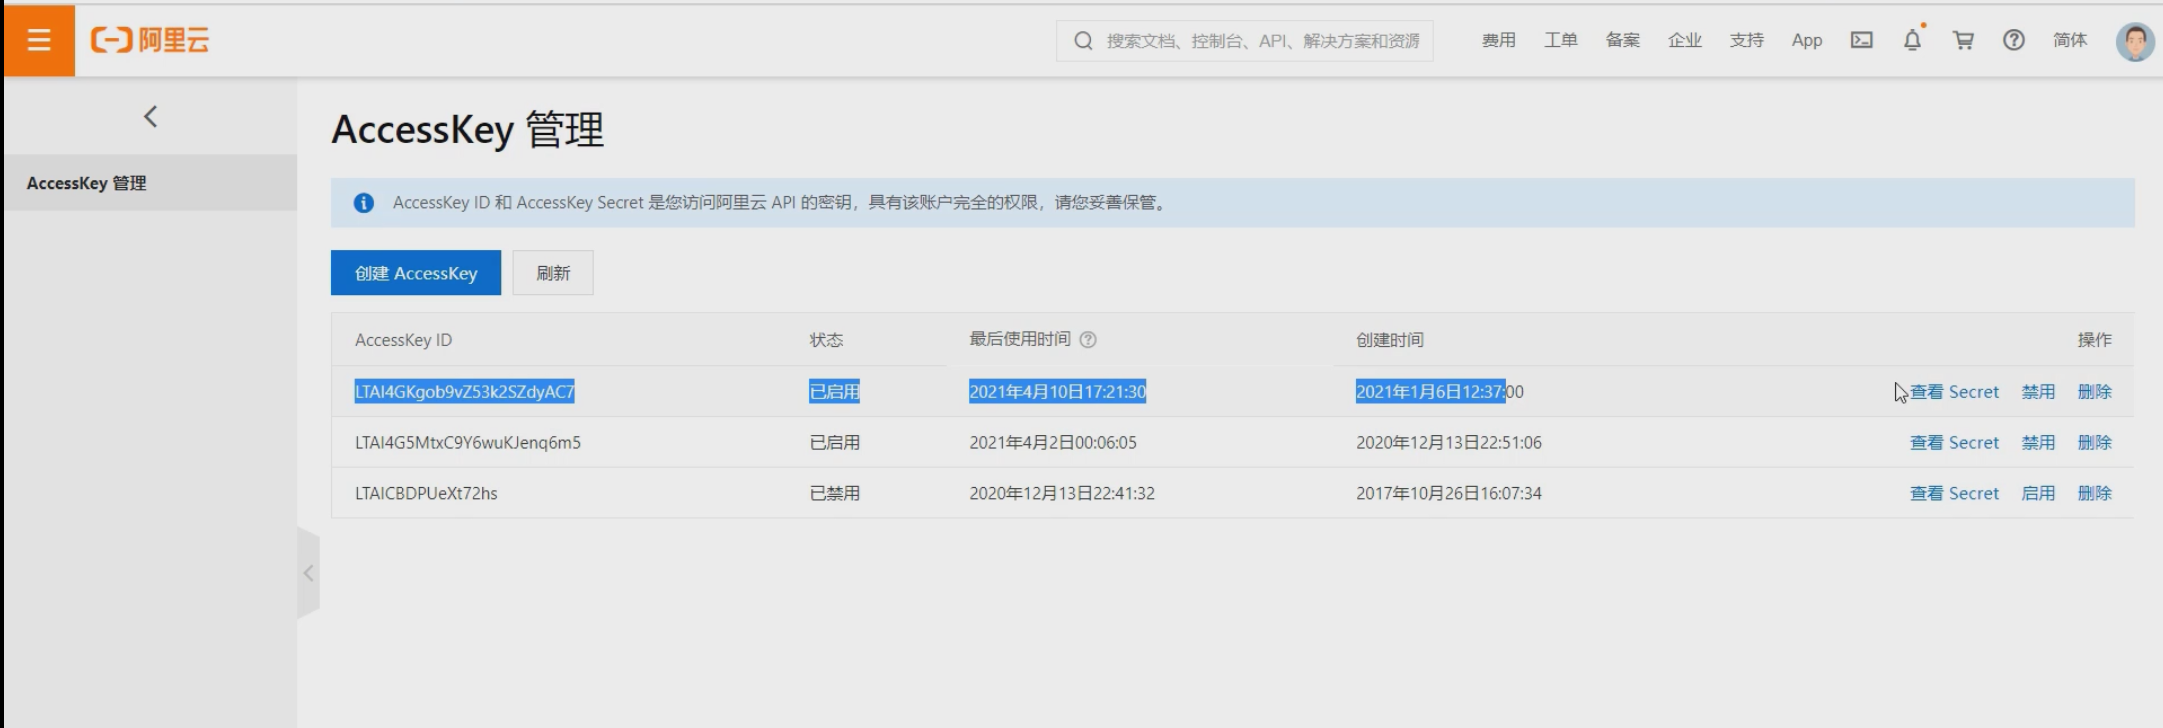 阿里云
搜索文档、控制台、API、解决方案和资源
费用 工单 备案 企业 支持 App 简体
AccessKey 管理
AccessKey 管理
AccessKey ID 和 AccessKey Secret 是您访问阿里云 API 的密钥，具有该账户完全的权限，请您妥善保管。
创建 AccessKey 刷新
AccessKey ID 状态 最后使用时间 创建时间 操作
LTAI4GKgob9vZ53k2SZdyAC7 已启用 2021年4月10日17:21:30 2021年1月6日12:37:00 查看 Secret 禁用 删除
LTAI4G5MtxC9Y6wuKJenq6m5 已启用 2021年4月2日00:06:05 2020年12月13日22:51:06 查看 Secret 禁用 删除
LTAICBDPUeXt72hs 已禁用 2020年12月13日22:41:32 2017年10月26日16:07:34 查看 Secret 启用 删除